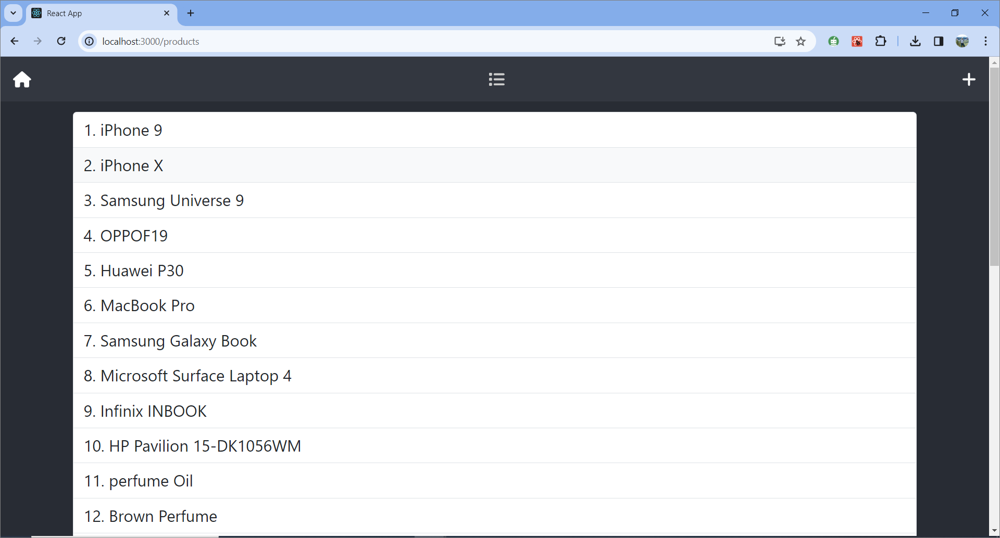 React App
localhost:3000/products
1. iPhone 9
2. iPhone X
3. Samsung Universe 9
4. OPPOF19
5. Huawei P30
6. MacBook Pro
7. Samsung Galaxy Book
8. Microsoft Surface Laptop 4
9. Infinix INBOOK
10. HP Pavilion 15-DK1056WM
11. perfume Oil
12. Brown Perfume